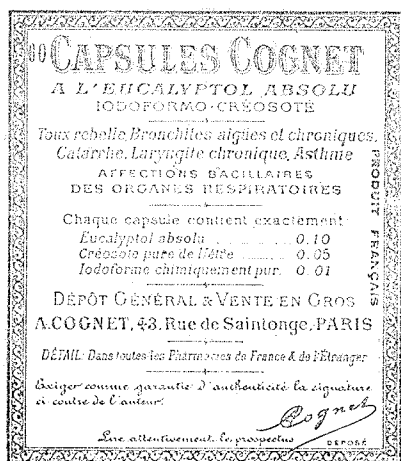 60 CAPSULES COGNET
A L'EUCALYPTOL ABSOLU
IODOFORMO-CRÉOSOTÉ
Toux rebelle, Bronchites aigües et chroniques,
Catarrhe, Laryngite chronique, Asthme
AFFECTIONS BACILLAIRES
DES ORGANES RESPIRATOIRES
PRODUIT FRANÇAIS
Chaque capsule contient exactement
Eucalyptol absolu ............ 0.10
Créosote pure de Hêtre .... 0.05
Iodoforme chimiquement pur. 0.01
DÉPÔT GÉNÉRAL & VENTE EN GROS
A. COGNET, 43, Rue de Saintonge, PARIS
DÉTAIL: Dans toutes les Pharmacies de France & de l'Étranger
Exiger comme garantie d'authenticité la signature
ci contre de l'auteur:
Cognet
Lire attentivement le prospectus
DÉPOSÉ